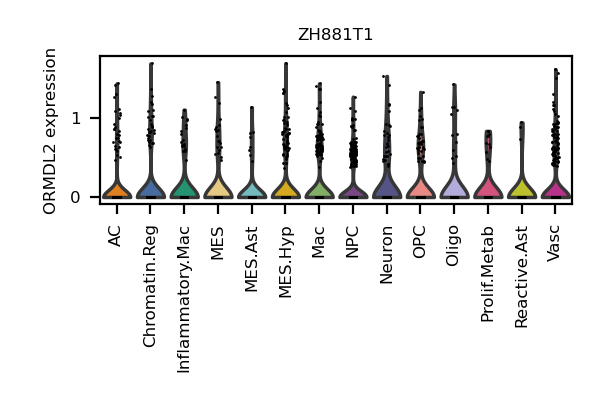 ZH881T1
ORMDL2 expression
1
0
AC
Chromatin.Reg
Inflammatory.Mac
MES
MES.Ast
MES.Hyp
Mac
NPC
Neuron
OPC
Oligo
Prolif.Metab
Reactive.Ast
Vasc